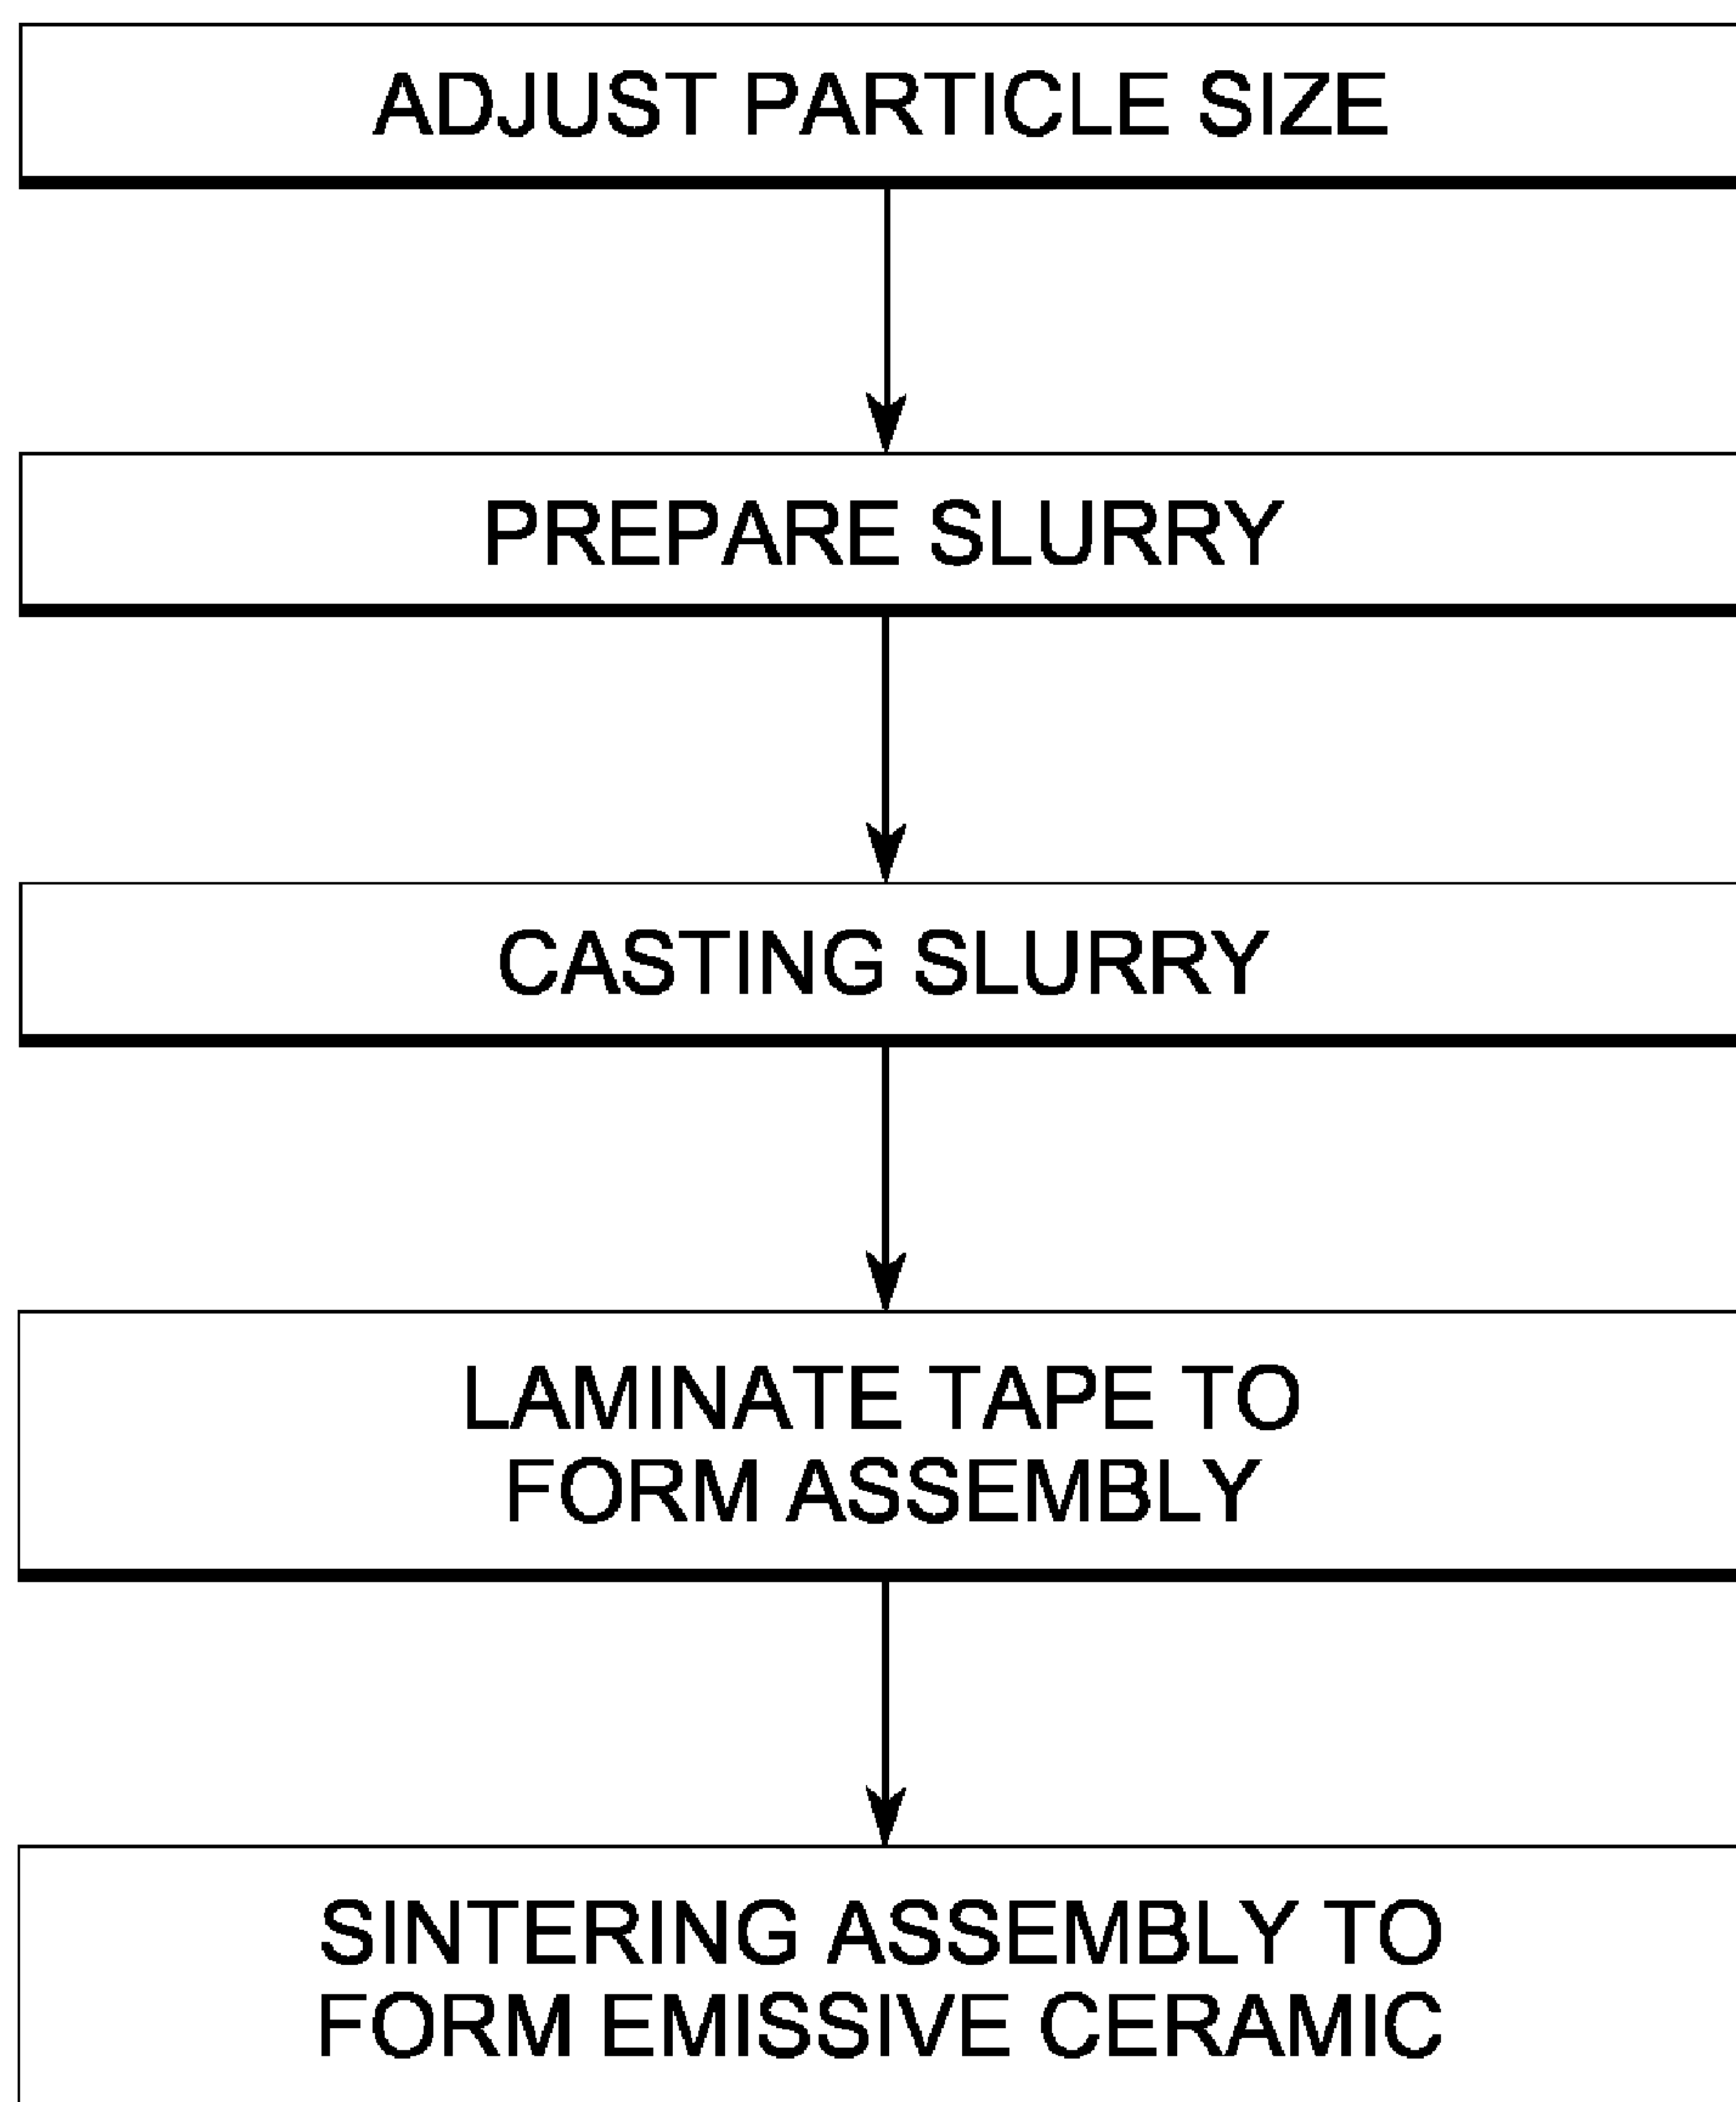 ADJUST PARTICLE SIZE
PREPARE SLURRY
CASTING SLURRY
LAMINATE TAPE TO
FORM ASSEMBLY
SINTERING ASSEMBLY TO
FORM EMISSIVE CERAMIC